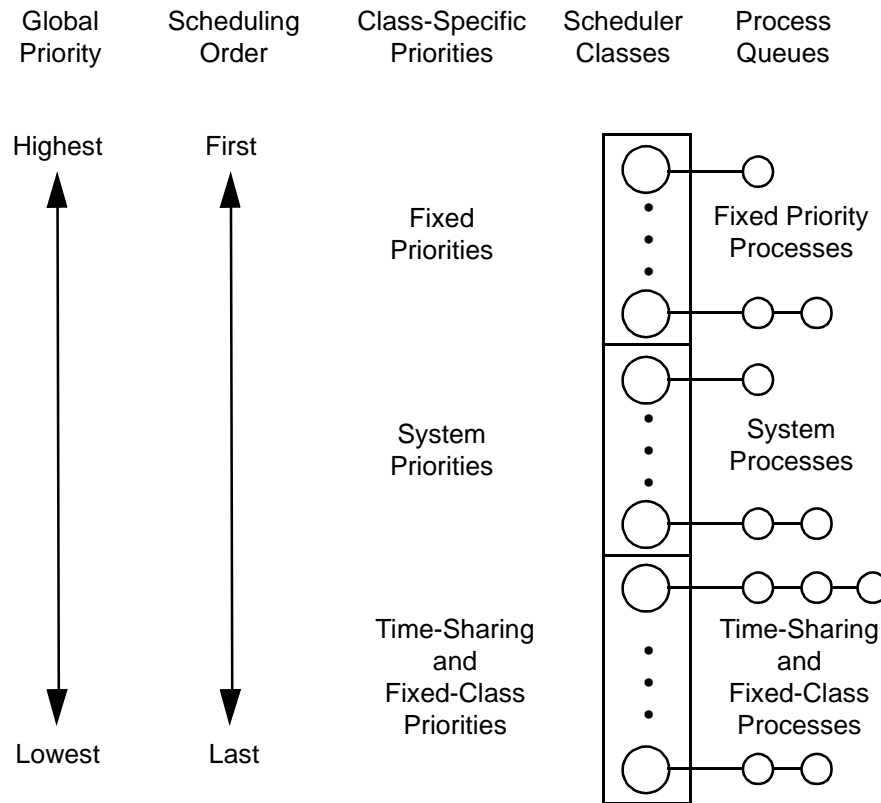 Global
Priority
Scheduling
Order
Class-Specific
Priorities
Scheduler
Classes
Process
Queues
Highest
First
Fixed
Priorities
Fixed Priority
Processes
System
Priorities
System
Processes
Time-Sharing
and
Fixed-Class
Priorities
Time-Sharing
and
Fixed-Class
Processes
Lowest
Last